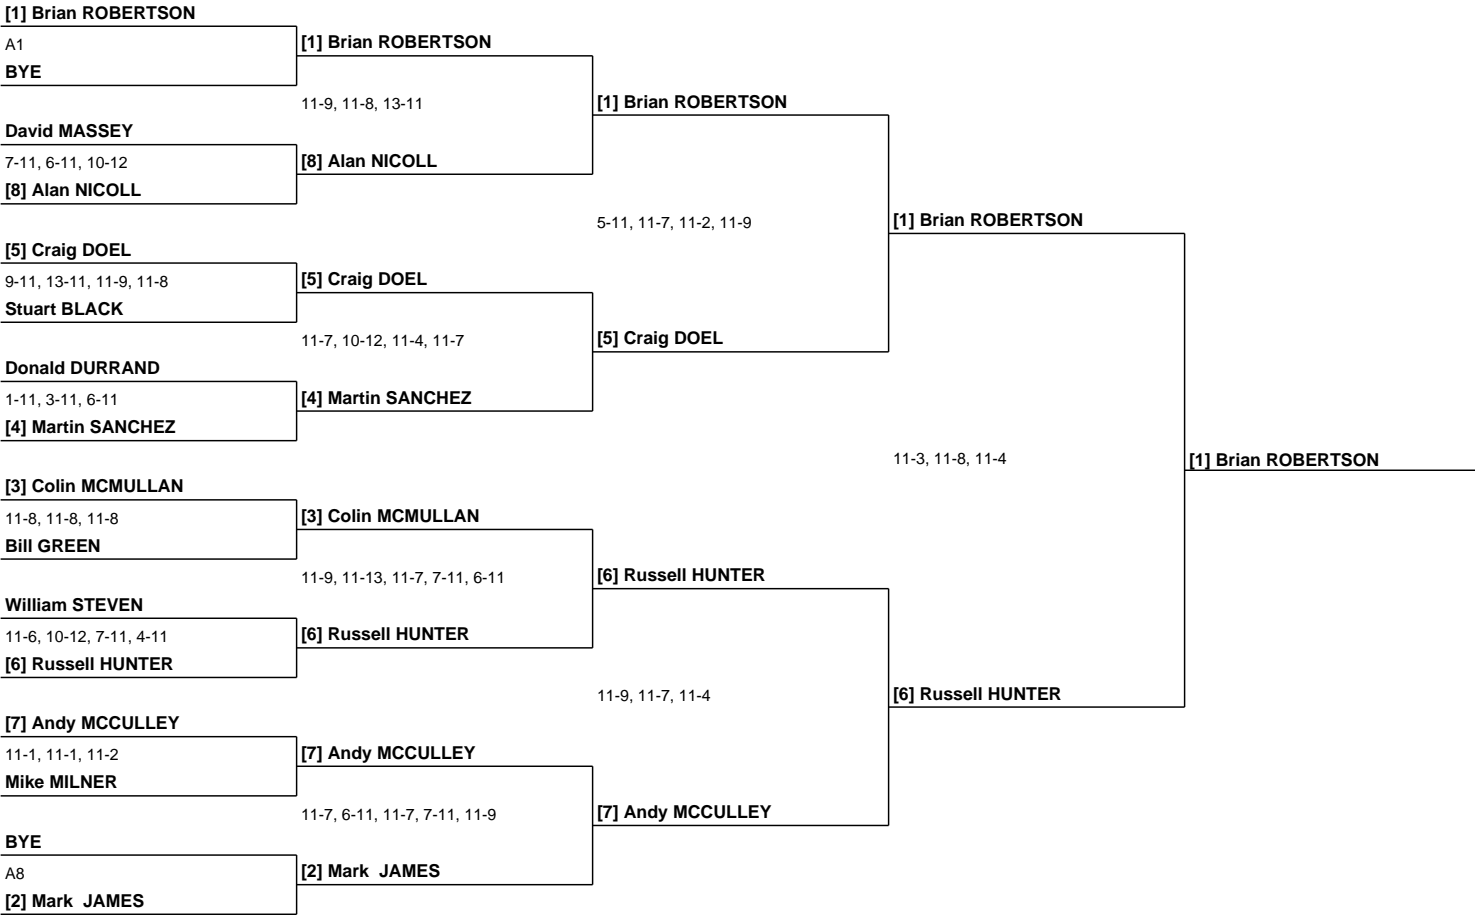 [1] Brian ROBERTSON
A1
BYE
David MASSEY
7-11, 6-11, 10-12
[8] Alan NICOLL
[5] Craig DOEL
9-11, 13-11, 11-9, 11-8
Stuart BLACK
Donald DURRAND
1-11, 3-11, 6-11
[4] Martin SANCHEZ
[3] Colin MCMULLAN
11-8, 11-8, 11-8
Bill GREEN
William STEVEN
11-6, 10-12, 7-11, 4-11
[6] Russell HUNTER
[7] Andy MCCULLEY
11-1, 11-1, 11-2
Mike MILNER
BYE
A8
[2] Mark  JAMES
[1] Brian ROBERTSON
11-9, 11-8, 13-11
[8] Alan NICOLL
[5] Craig DOEL
11-7, 10-12, 11-4, 11-7
[4] Martin SANCHEZ
[3] Colin MCMULLAN
11-9, 11-13, 11-7, 7-11, 6-11
[6] Russell HUNTER
[7] Andy MCCULLEY
11-7, 6-11, 11-7, 7-11, 11-9
[2] Mark  JAMES
[1] Brian ROBERTSON
5-11, 11-7, 11-2, 11-9
[5] Craig DOEL
[6] Russell HUNTER
11-9, 11-7, 11-4
[7] Andy MCCULLEY
[1] Brian ROBERTSON
11-3, 11-8, 11-4
[6] Russell HUNTER
[1] Brian ROBERTSON